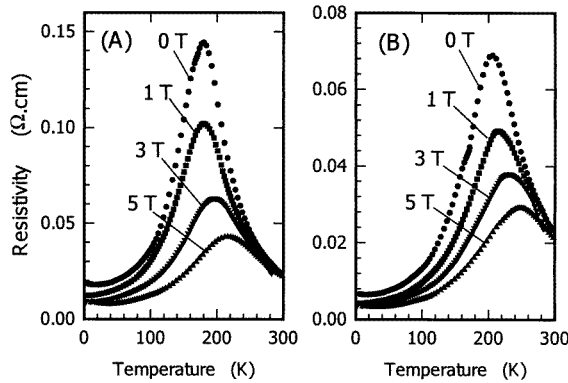 (A)
0 T
1 T
3 T
5 T
0.15
0.10
0.05
0.00
0 100 200 300
Temperature (K)
Resistivity (Ω.cm)
(B)
0 T
1 T
3 T
5 T
0.08
0.06
0.04
0.02
0.00
0 100 200 300
Temperature (K)